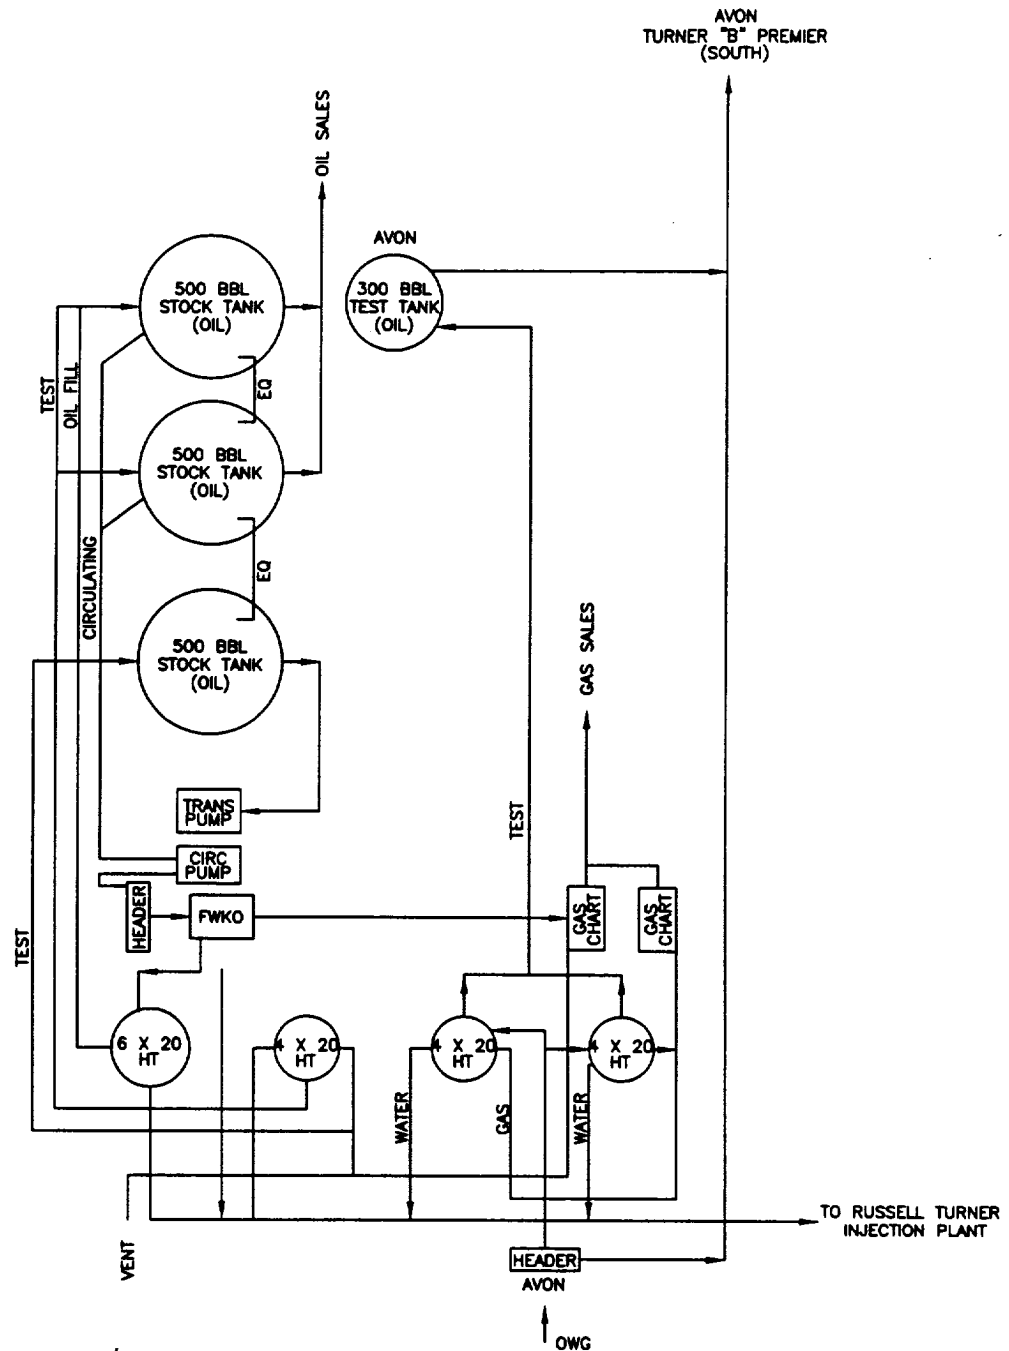 AVON
TURNER "B" PREMIER
(SOUTH)
OIL SALES
AVON
500 BBL
STOCK TANK
(OIL)
300 BBL
TEST TANK
(OIL)
TEST
OIL FILL
EQ
500 BBL
STOCK TANK
(OIL)
CIRCULATING
EQ
500 BBL
STOCK TANK
(OIL)
GAS SALES
TRANS
PUMP
TEST
CIRC
PUMP
HEADER
FWKO
GAS
CHART
GAS
CHART
TEST
6 X 20
HT
4 X 20
HT
4 X 20
HT
4 X 20
HT
WATER
GAS
WATER
TO RUSSELL TURNER
INJECTION PLANT
VENT
HEADER
AVON
OWG